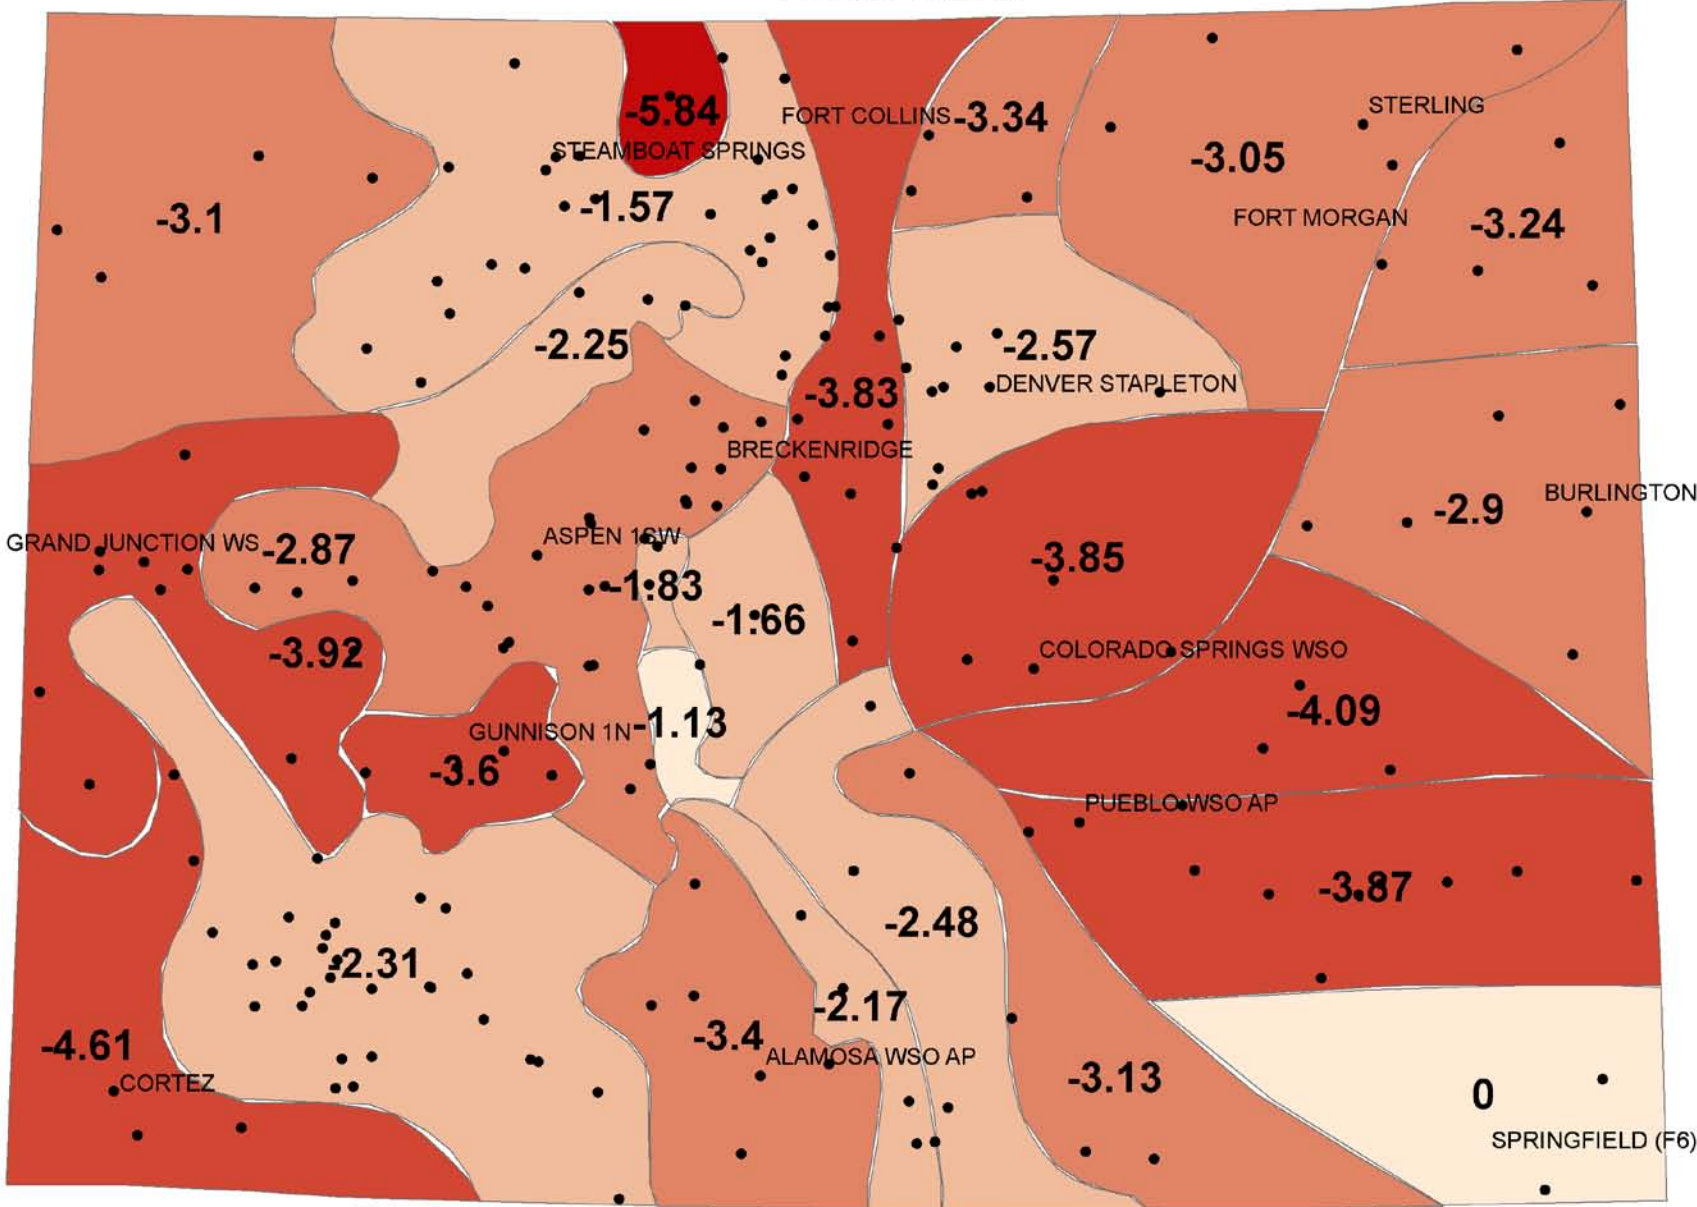 -5.84
FORT COLLINS
-3.34
STERLING
STEAMBOAT SPRINGS
-3.05
-3.1
-1.57
FORT MORGAN
-3.24
-2.25
-2.57
DENVER STAPLETON
-3.83
BRECKENRIDGE
BURLINGTON
-2.9
GRAND JUNCTION WS
-2.87
ASPEN 1SW
-3.85
-1.83
-1.66
-3.92
COLORADO SPRINGS WSO
-4.09
GUNNISON 1N
-1.13
-3.6
PUEBLO WSO AP
-3.87
-2.48
-2.31
-2.17
-4.61
-3.4
ALAMOSA WSO AP
-3.13
CORTEZ
0
SPRINGFIELD (F6)